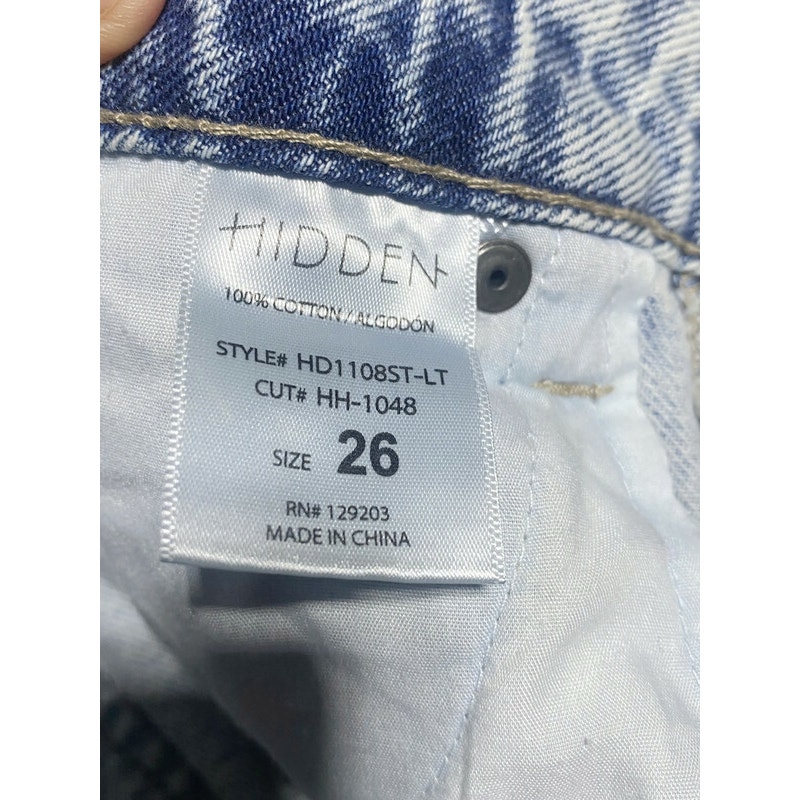 HIDDEN
100% COTTON / ALGODÓN
STYLE# HD1108ST-LT
CUT# HH-1048
SIZE 26
RN# 129203
MADE IN CHINA